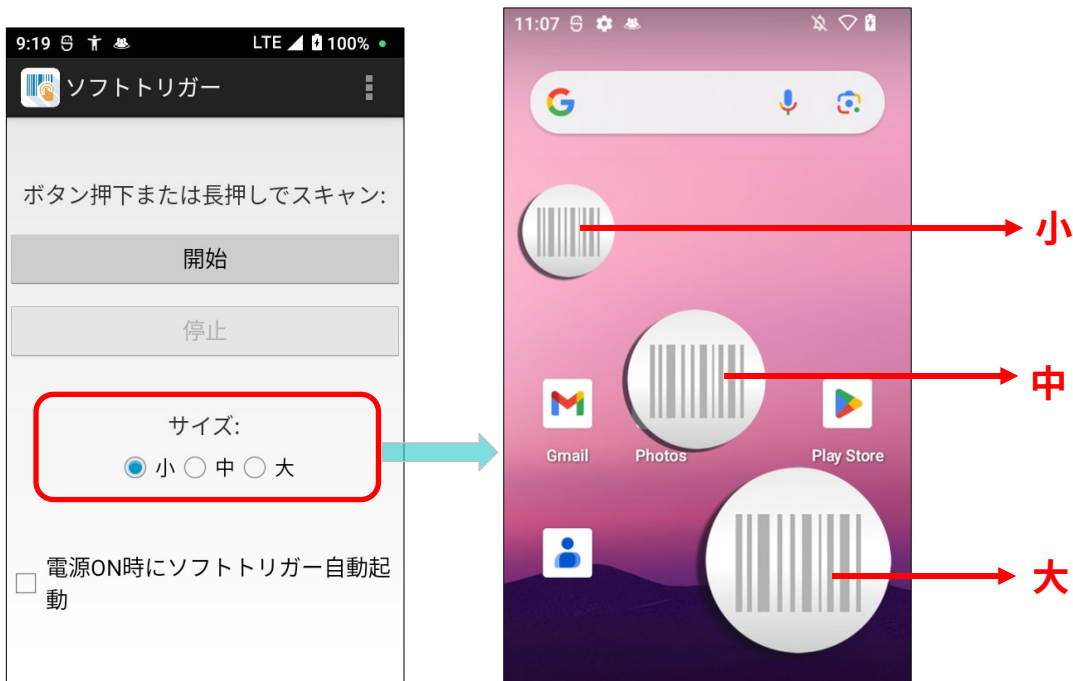 9:19 LTE 100%
ソフトトリガー
ボタン押下または長押しでスキャン:
開始
停止
サイズ:
小 中 大
電源ON時にソフトトリガー自動起
動
11:07
G
小
中
Gmail Photos Play Store
大